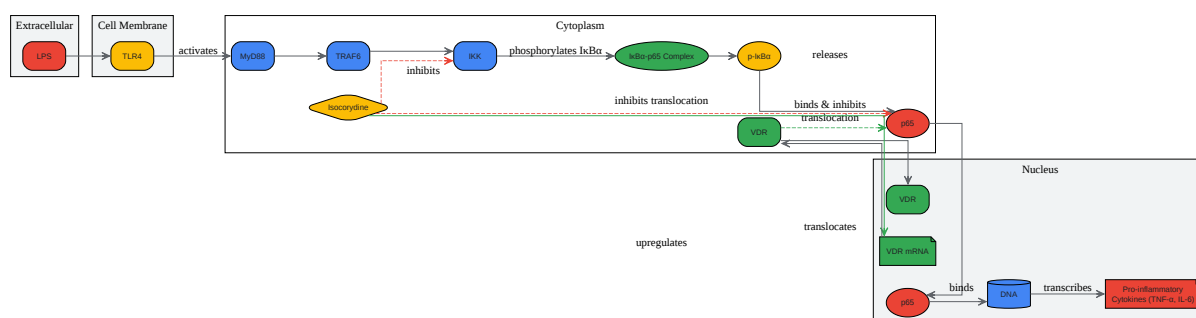 Extracellular
Cell Membrane
Cytoplasm
LPS
TLR4
activates
MyD88
TRAF6
IKK
phosphorylates IκBα
IκBα-p65 Complex
p-IκBα
releases
inhibits
Isocorydine
inhibits translocation
binds & inhibits
translocation
p65
VDR
Nucleus
VDR
translocates
upregulates
VDR mRNA
p65
binds
DNA
transcribes
Pro-inflammatory
Cytokines (TNF-α, IL-6)